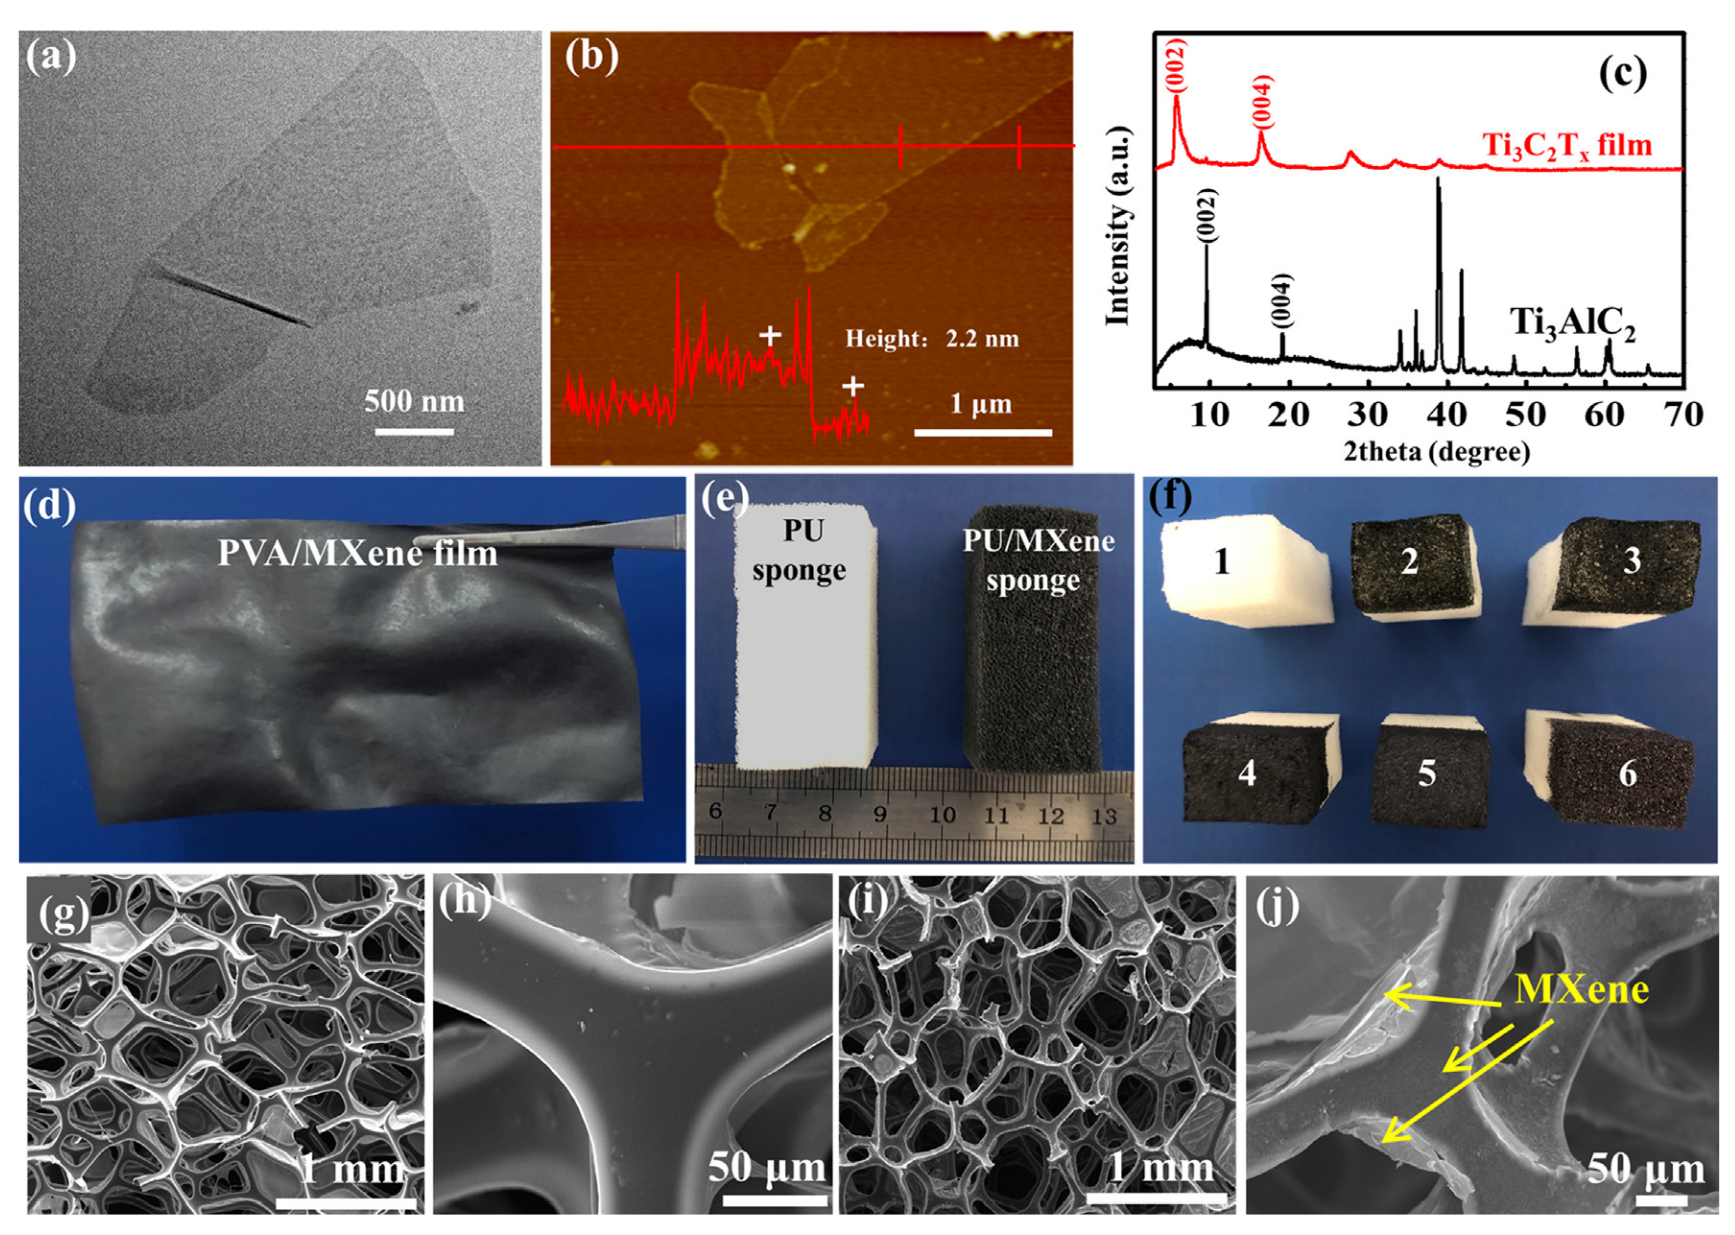 (a)
500 nm
(b)
Height: 2.2 nm
1 μm
(c)
(002)
(004)
Ti3C2Tx film
(002)
(004)
Ti3AlC2
Intensity (a.u.)
10 20 30 40 50 60 70
2theta (degree)
(d)
PVA/MXene film
(e)
PU
sponge
PU/MXene
sponge
6 7 8 9 10 11 12 13
(f)
1
2
3
4
5
6
(g)
1 mm
(h)
50 μm
(i)
1 mm
(j)
MXene
50 μm